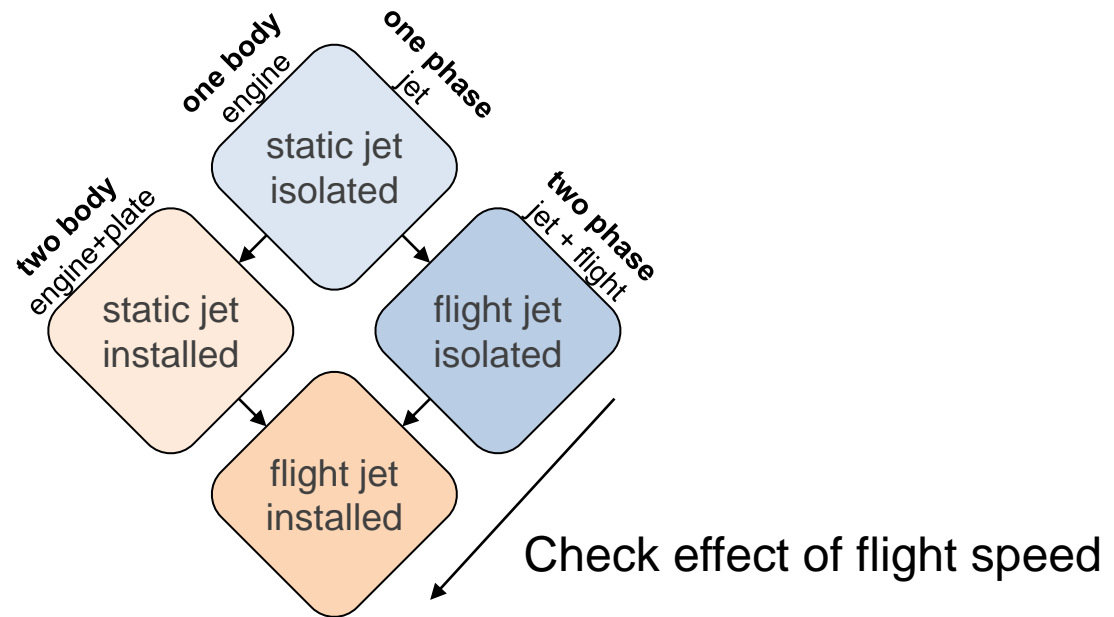 one body
engine
one phase
jet
static jet
isolated
two body
engine+plate
two phase
jet + flight
static jet
installed
flight jet
isolated
flight jet
installed
Check effect of flight speed